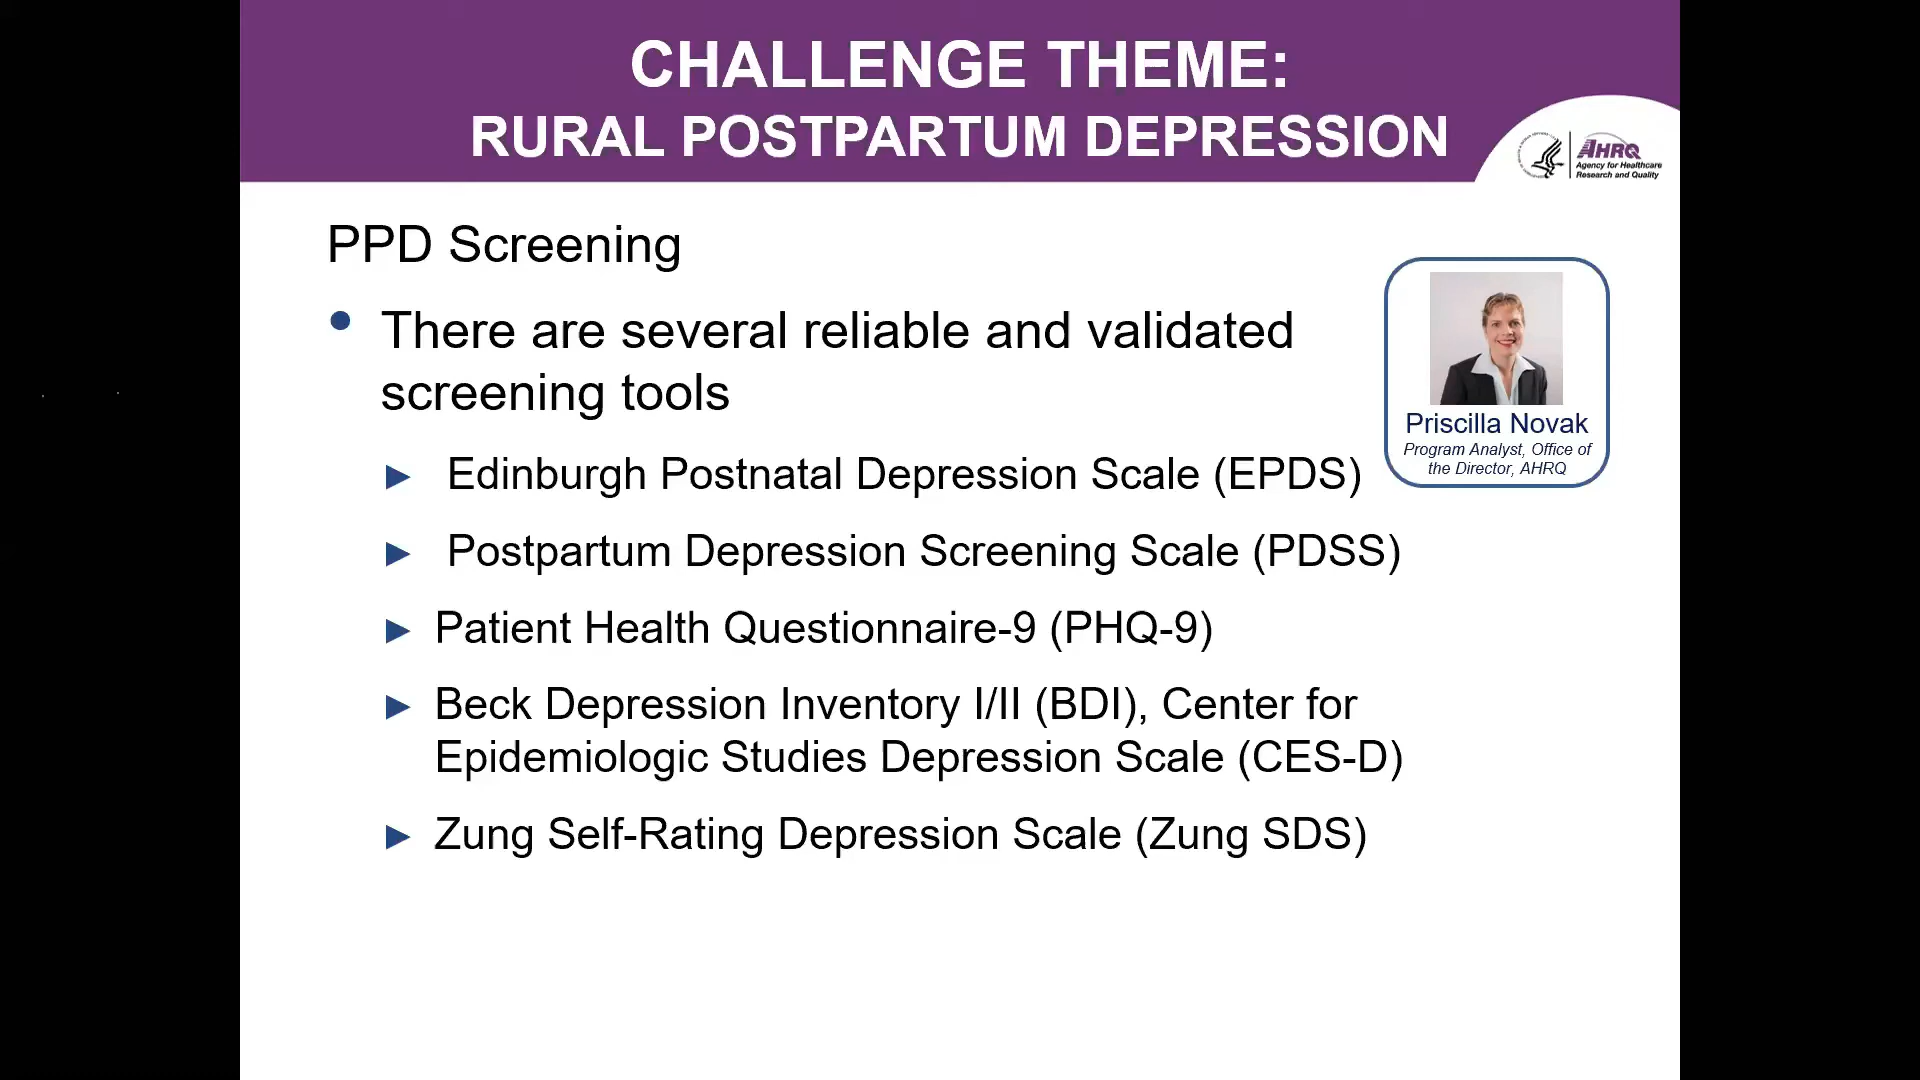 CHALLENGE THEME:
RURAL POSTPARTUM DEPRESSION
AHRQ
Agency for Healthcare
Research and Quality
PPD Screening
• There are several reliable and validated
screening tools
► Edinburgh Postnatal Depression Scale (EPDS)
► Postpartum Depression Screening Scale (PDSS)
► Patient Health Questionnaire-9 (PHQ-9)
► Beck Depression Inventory I/II (BDI), Center for
Epidemiologic Studies Depression Scale (CES-D)
► Zung Self-Rating Depression Scale (Zung SDS)
Priscilla Novak
Program Analyst, Office of
the Director, AHRQ